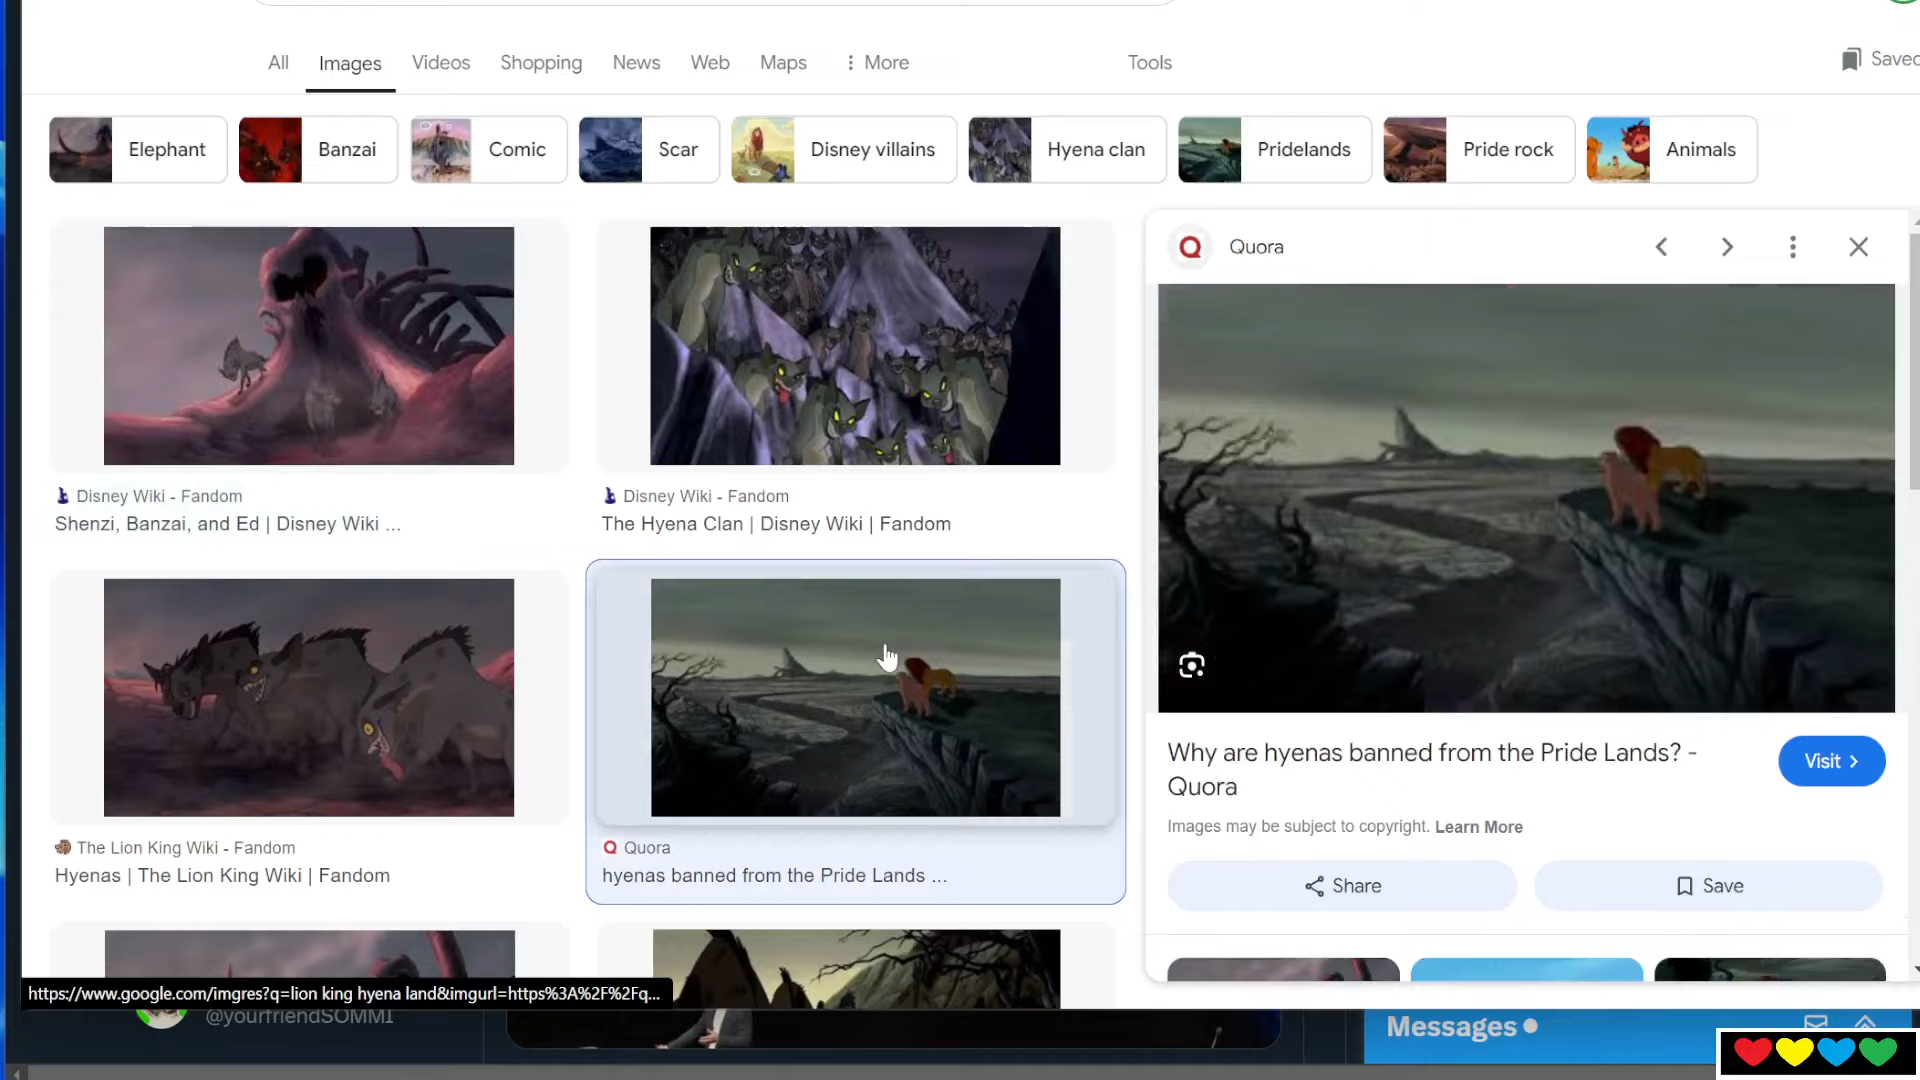 All Images Videos Shopping News Web Maps More Tools Saved
Elephant Banzai Comic Scar Disney villains Hyena clan Pridelands Pride rock Animals
Disney Wiki - Fandom
Shenzi, Banzai, and Ed | Disney Wiki ...
Disney Wiki - Fandom
The Hyena Clan | Disney Wiki | Fandom
The Lion King Wiki - Fandom
Hyenas | The Lion King Wiki | Fandom
Quora
hyenas banned from the Pride Lands ...
Quora
Why are hyenas banned from the Pride Lands? -
Quora
Visit
Images may be subject to copyright. Learn More
Share Save
https://www.google.com/imgres?q=lion king hyena land&imgurl=https%3A%2F%2Fq...
@yourfriendSOMMI
Messages